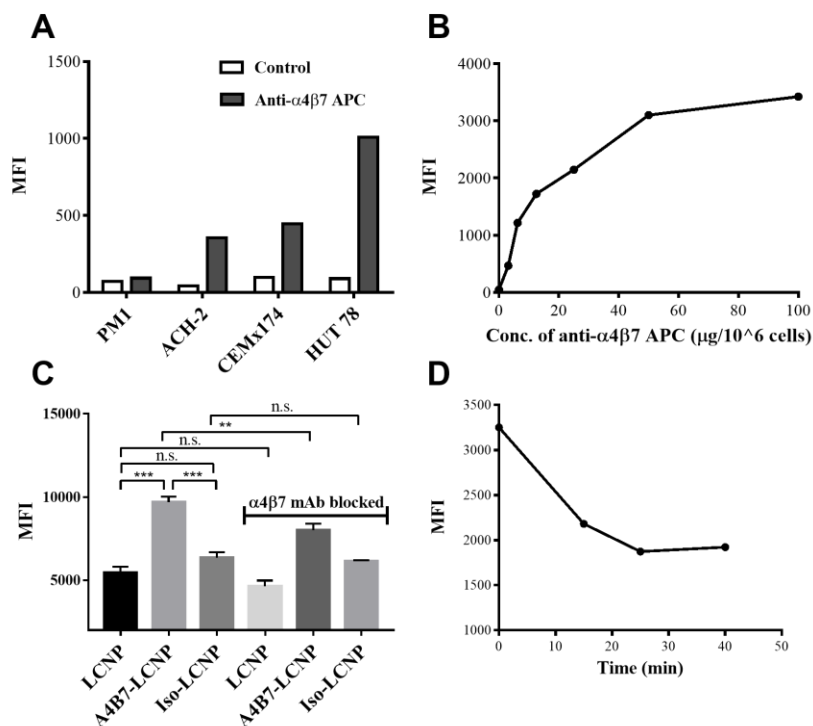 A
1500
1000
500
0
MFI
Control
Anti-α4β7 APC
PM1
ACH-2
CEMx174
HUT 78
B
4000
3000
2000
1000
0
MFI
0 20 40 60 80 100
Conc. of anti-α4β7 APC (μg/10^6 cells)
C
15000
10000
5000
MFI
n.s.
**
n.s.
n.s.
*** ***
α4β7 mAb blocked
LCNP
A4B7-LCNP
Iso-LCNP
LCNP
A4B7-LCNP
Iso-LCNP
D
3500
3000
2500
2000
1500
1000
MFI
0 10 20 30 40 50
Time (min)